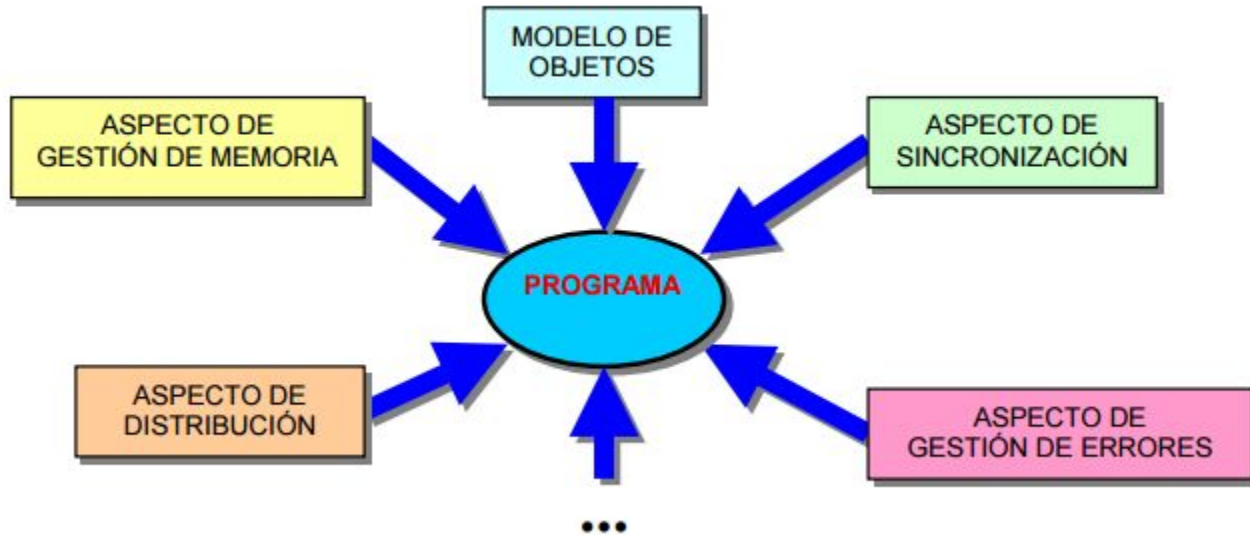 MODELO DE
OBJETOS
ASPECTO DE
GESTIÓN DE MEMORIA
ASPECTO DE
SINCRONIZACIÓN
PROGRAMA
ASPECTO DE
DISTRIBUCIÓN
ASPECTO DE
GESTIÓN DE ERRORES
...